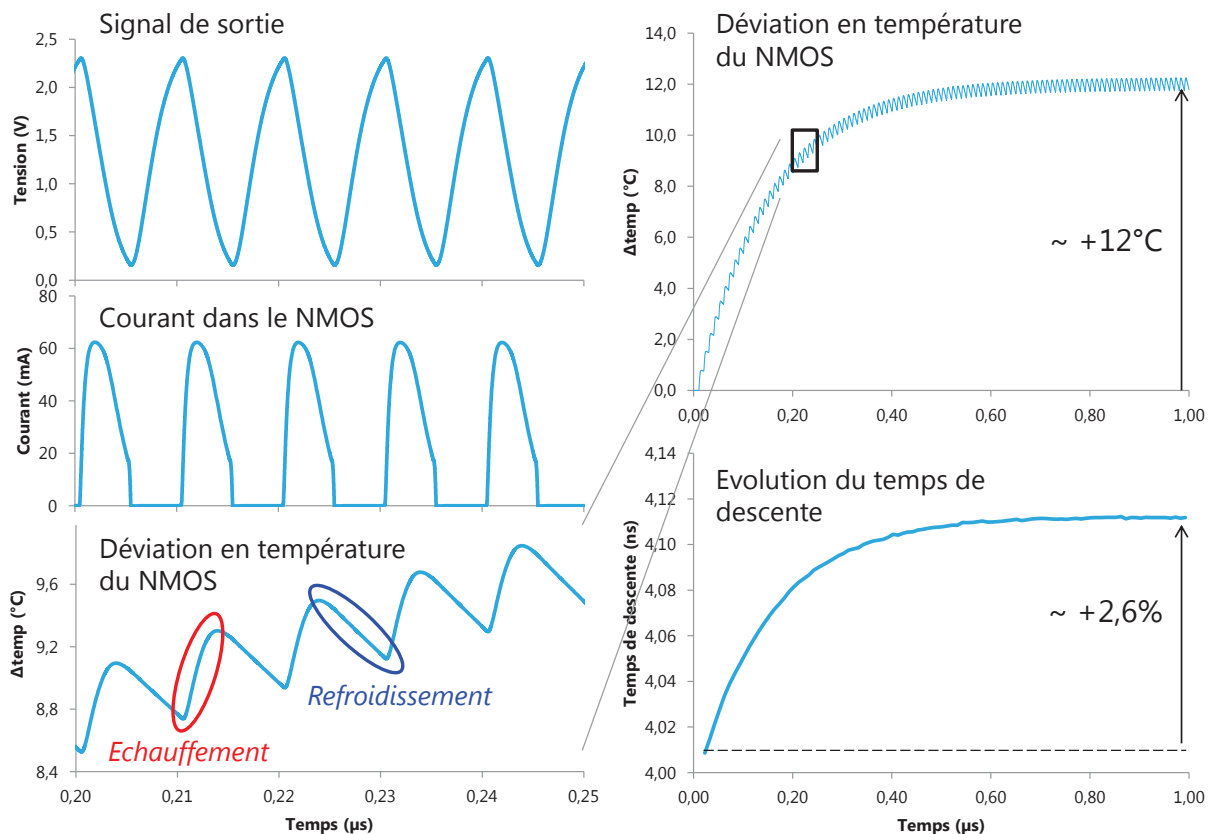 Signal de sortie
2,5
2,0
1,5
1,0
0,5
0,0
Tension (V)
Courant dans le NMOS
80
60
40
20
0
Courant (mA)
Déviation en température
du NMOS
9,6
9,2
8,8
8,4
Δtemp (°C)
Echauffement
Refroidissement
0,20
0,21
0,22
0,23
0,24
0,25
Temps (µs)
Déviation en température
du NMOS
14,0
12,0
10,0
8,0
6,0
4,0
2,0
0,0
Δtemp (°C)
~ +12°C
0,00
0,20
0,40
0,60
0,80
1,00
Evolution du temps de
descente
4,14
4,12
4,10
4,08
4,06
4,04
4,02
4,00
Temps de descente (ns)
~ +2,6%
0,00
0,20
0,40
0,60
0,80
1,00
Temps (µs)